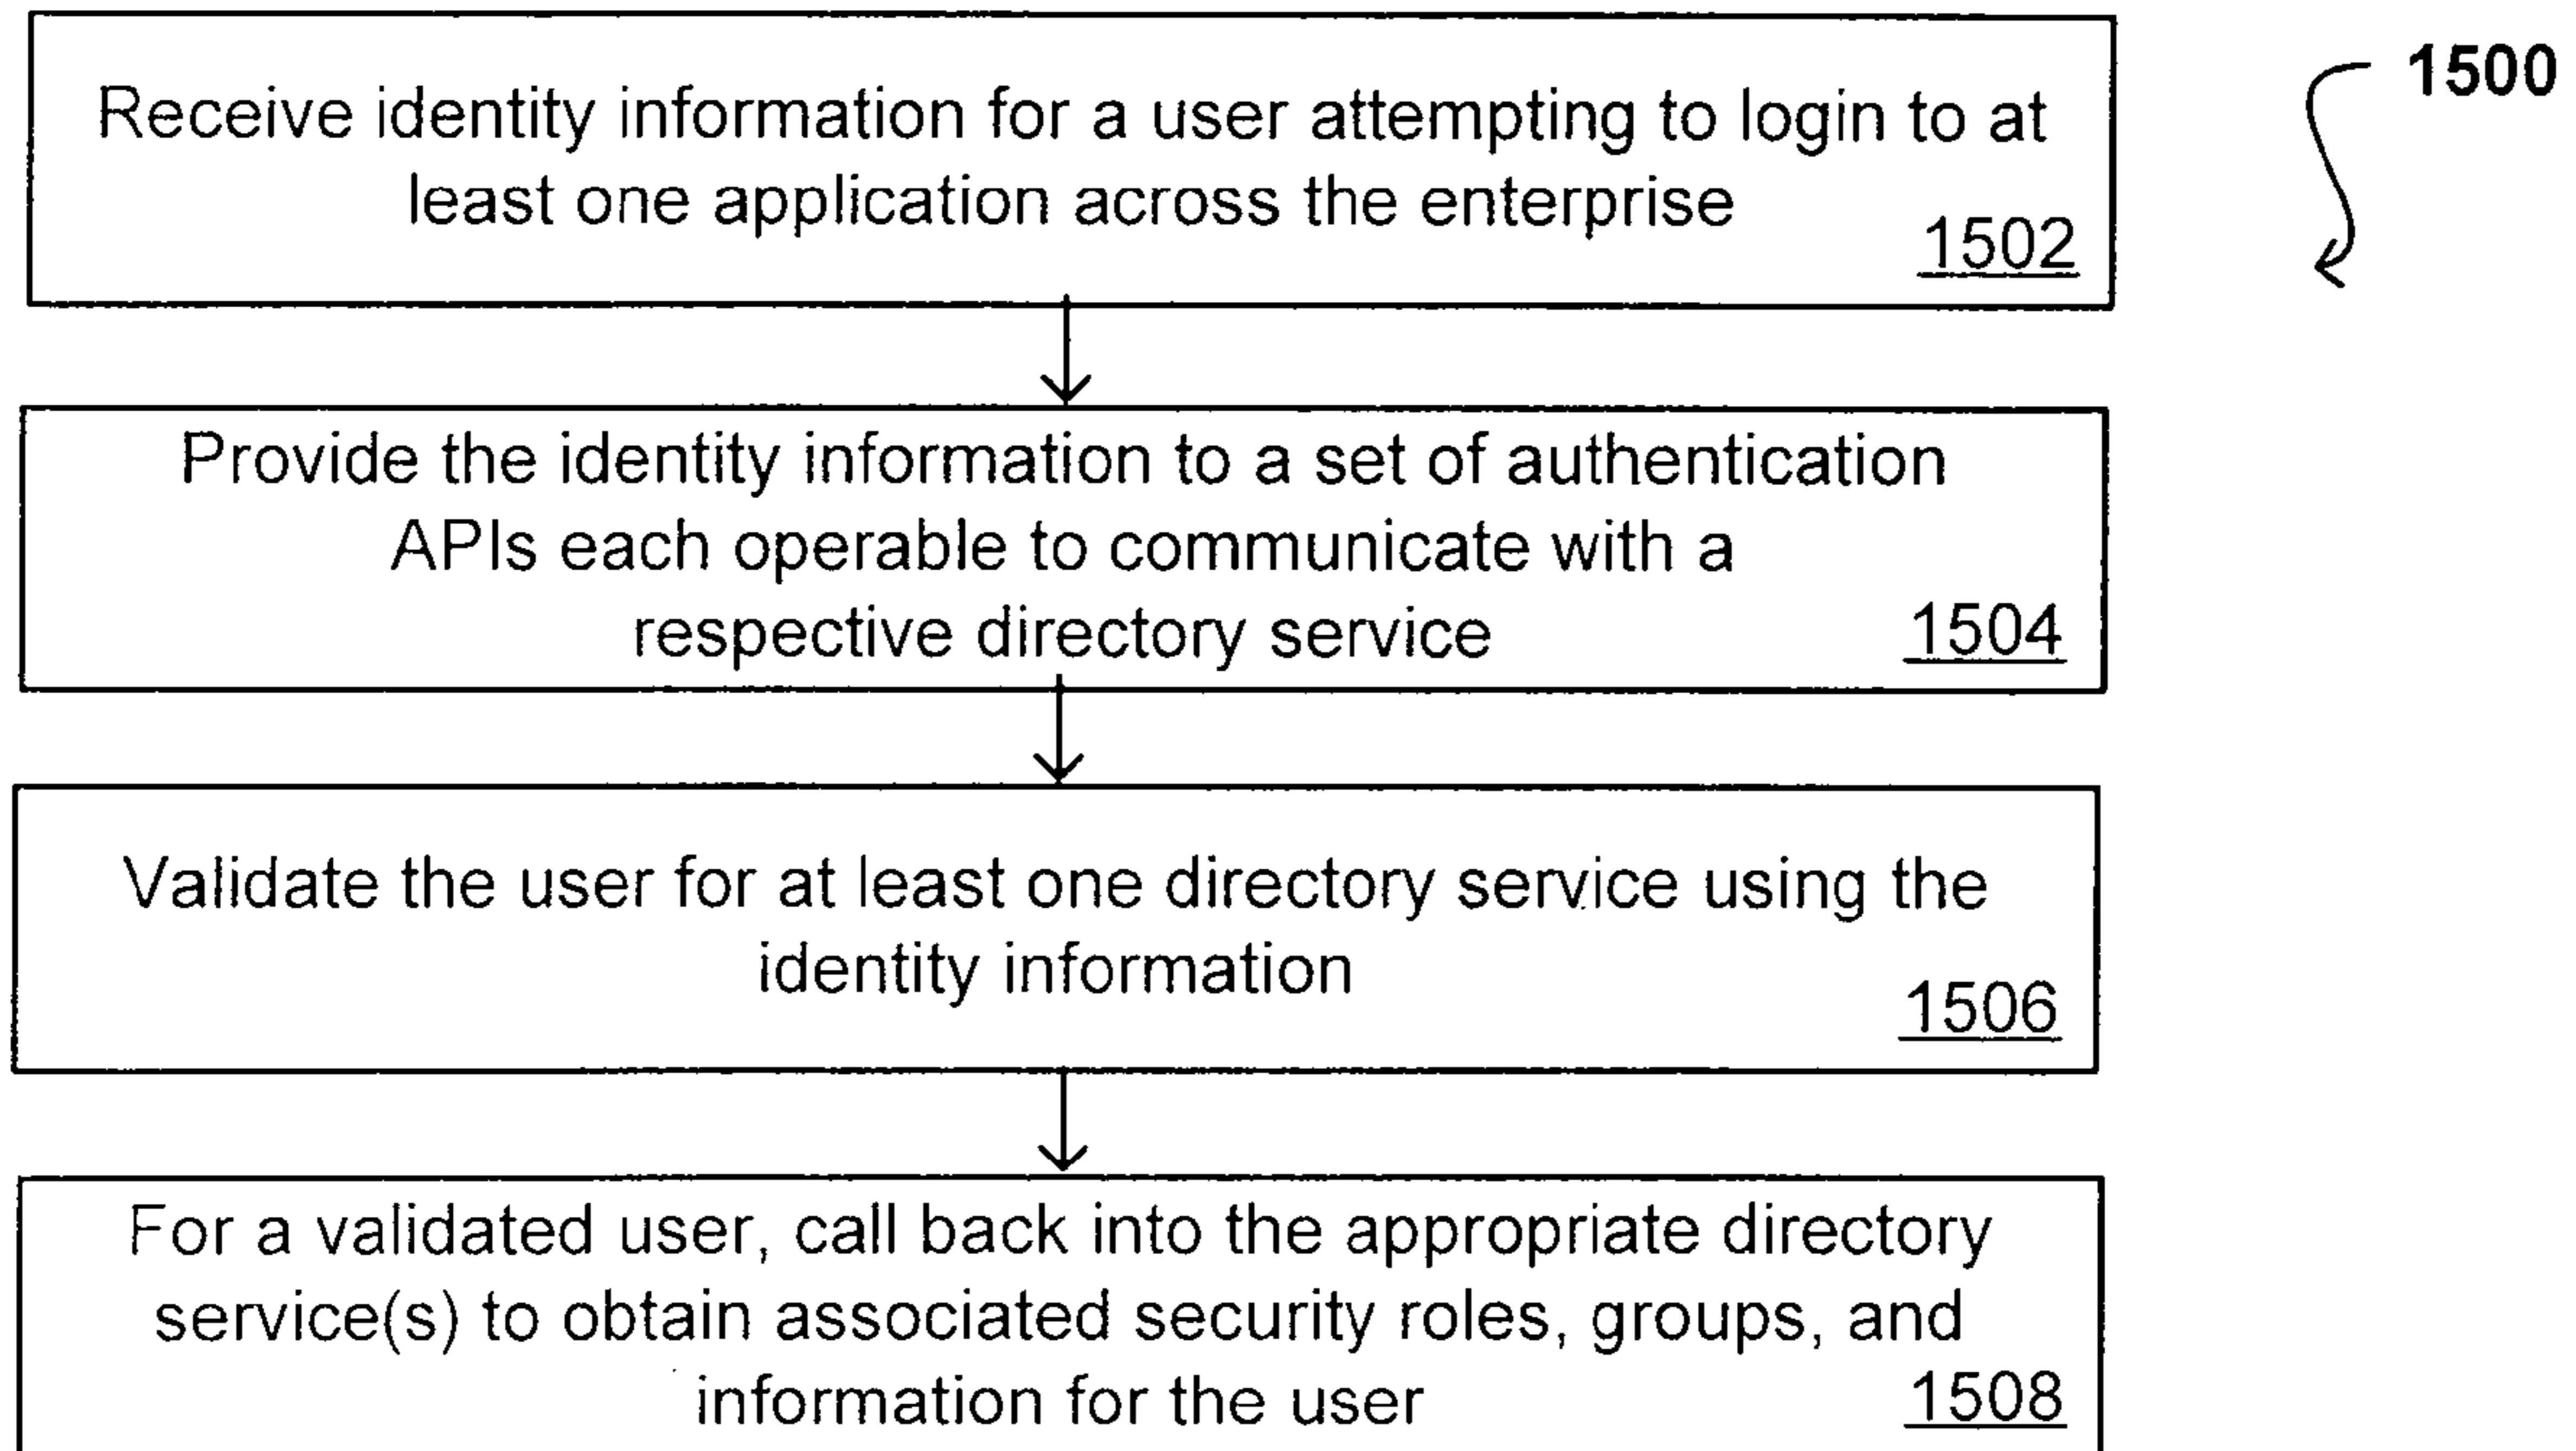 1500
Receive identity information for a user attempting to login to at
least one application across the enterprise
1502
Provide the identity information to a set of authentication
APIs each operable to communicate with a
respective directory service
1504
Validate the user for at least one directory service using the
identity information
1506
For a validated user, call back into the appropriate directory
service(s) to obtain associated security roles, groups, and
information for the user
1508